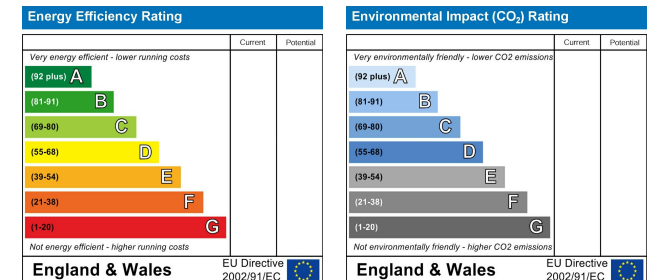 Energy Efficiency Rating
Current Potential
Very energy efficient - lower running costs
(92 plus) A
(81-91) B
(69-80) C
(55-68) D
(39-54) E
(21-38) F
(1-20) G
Not energy efficient - higher running costs
England & Wales
EU Directive
2002/91/EC
Environmental Impact (CO₂) Rating
Current Potential
Very environmentally friendly - lower CO2 emissions
(92 plus) A
(81-91) B
(69-80) C
(55-68) D
(39-54) E
(21-38) F
(1-20) G
Not environmentally friendly - higher CO2 emissions
England & Wales
EU Directive
2002/91/EC